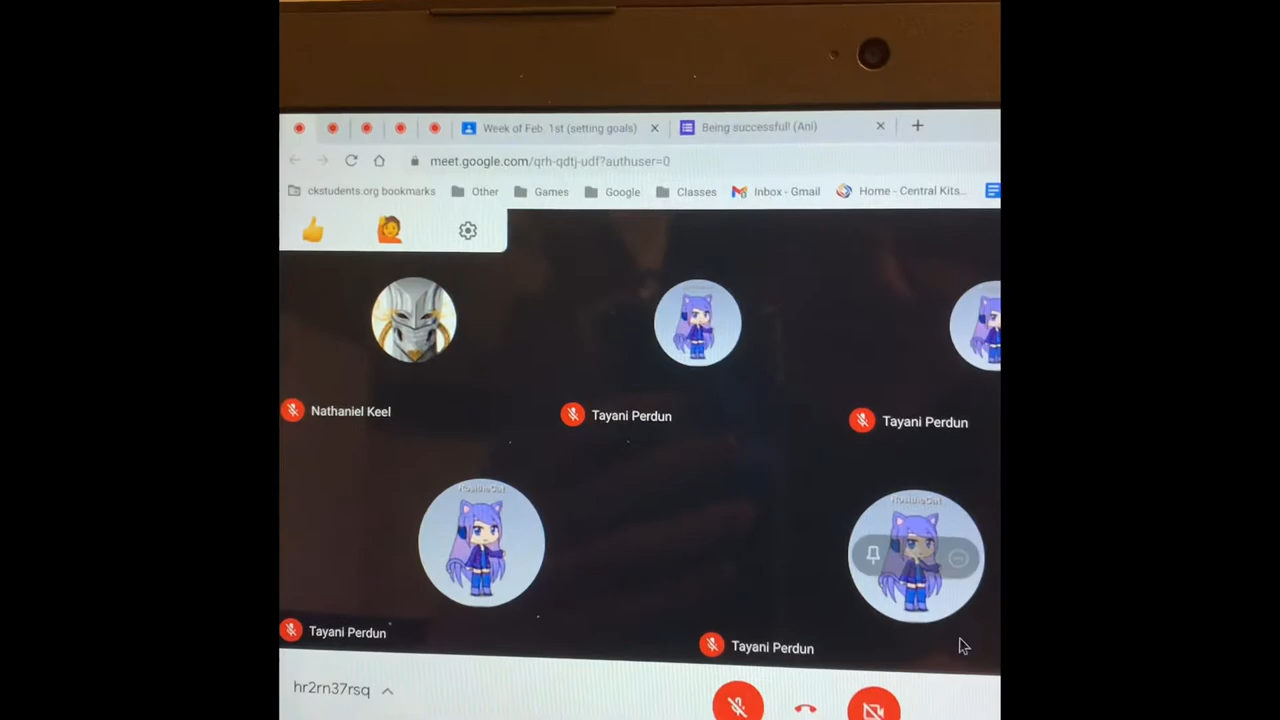 Week of Feb. 1st (setting goals)
Being successful! (Ani)
meet.google.com/qrh-qdtj-udf?authuser=0
ckstudents.org bookmarks
Other
Games
Google
Classes
Inbox - Gmail
Home - Central Kits...
Nathaniel Keel
Tayani Perdun
Tayani Perdun
Tayani Perdun
Tayani Perdun
hr2rn37rsq